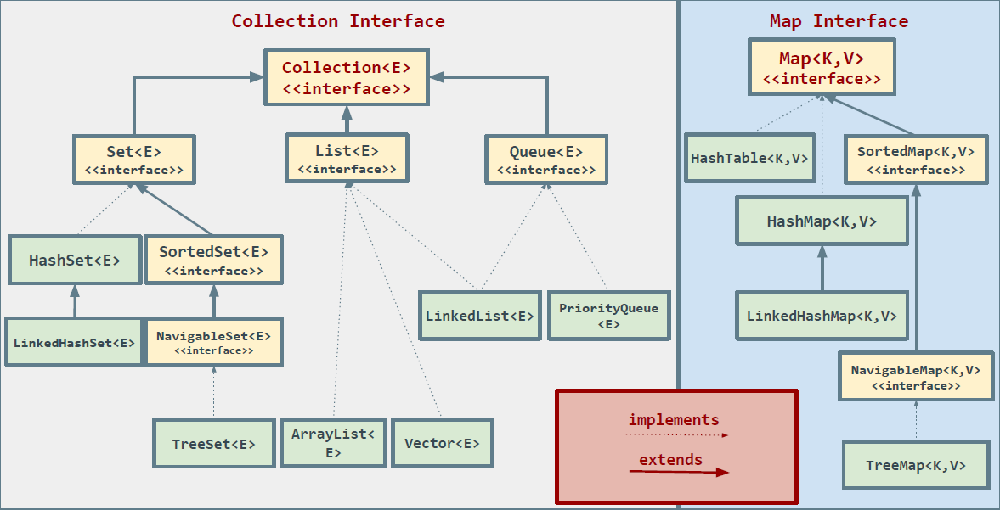 Collection Interface
Map Interface
Collection<E>
<<interface>>
Map<K,V>
<<interface>>
Set<E>
<<interface>>
List<E>
<<interface>>
Queue<E>
<<interface>>
HashTable<K,V>
SortedMap<K,V>
<<interface>>
HashSet<E>
SortedSet<E>
<<interface>>
HashMap<K,V>
LinkedHashSet<E>
NavigableSet<E>
<<interface>>
LinkedList<E>
PriorityQueue
<E>
LinkedHashMap<K,V>
NavigableMap<K,V>
<<interface>>
TreeSet<E>
ArrayList<
E>
Vector<E>
implements
extends
TreeMap<K,V>